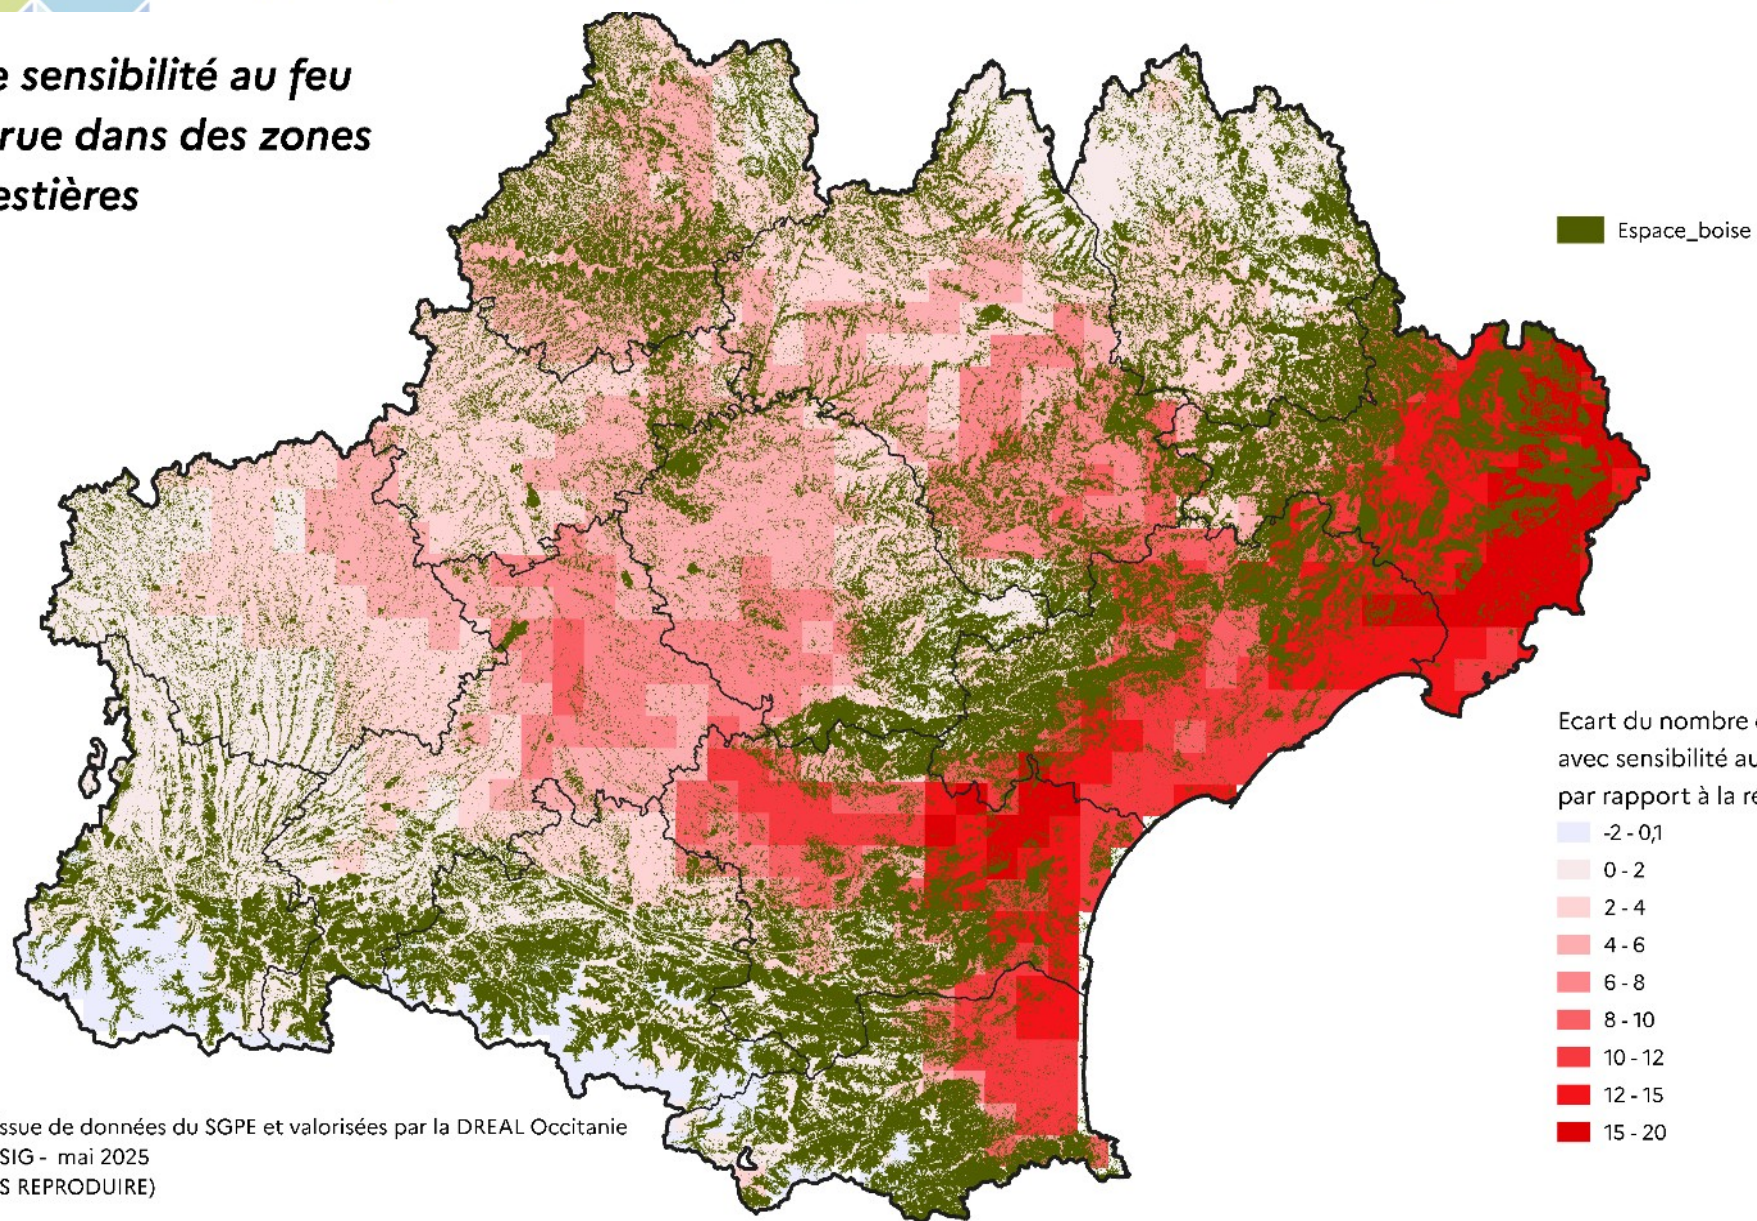 e sensibilité au feu
rue dans des zones
estières
Espace_boise
Ecart du nombre
avec sensibilité au
par rapport à la
-2 - 0,1
0 - 2
2 - 4
4 - 6
6 - 8
8 - 10
10 - 12
12 - 15
15 - 20
ssue de données du SGPE et valorisées par la DREAL Occitanie
SIG - mai 2025
S REPRODUIRE)